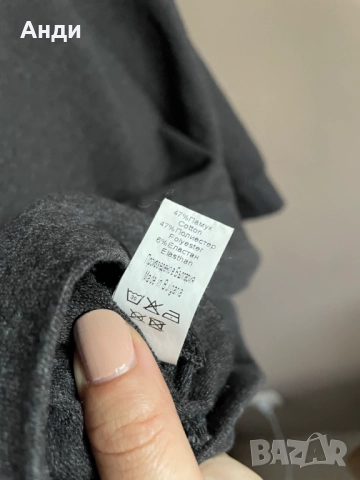 Анди
47% Памук
Cotton
47% Полиестер
Polyester
6% Еластан
Elastan
Произведено в България
Made in Bulgaria
BAZAR